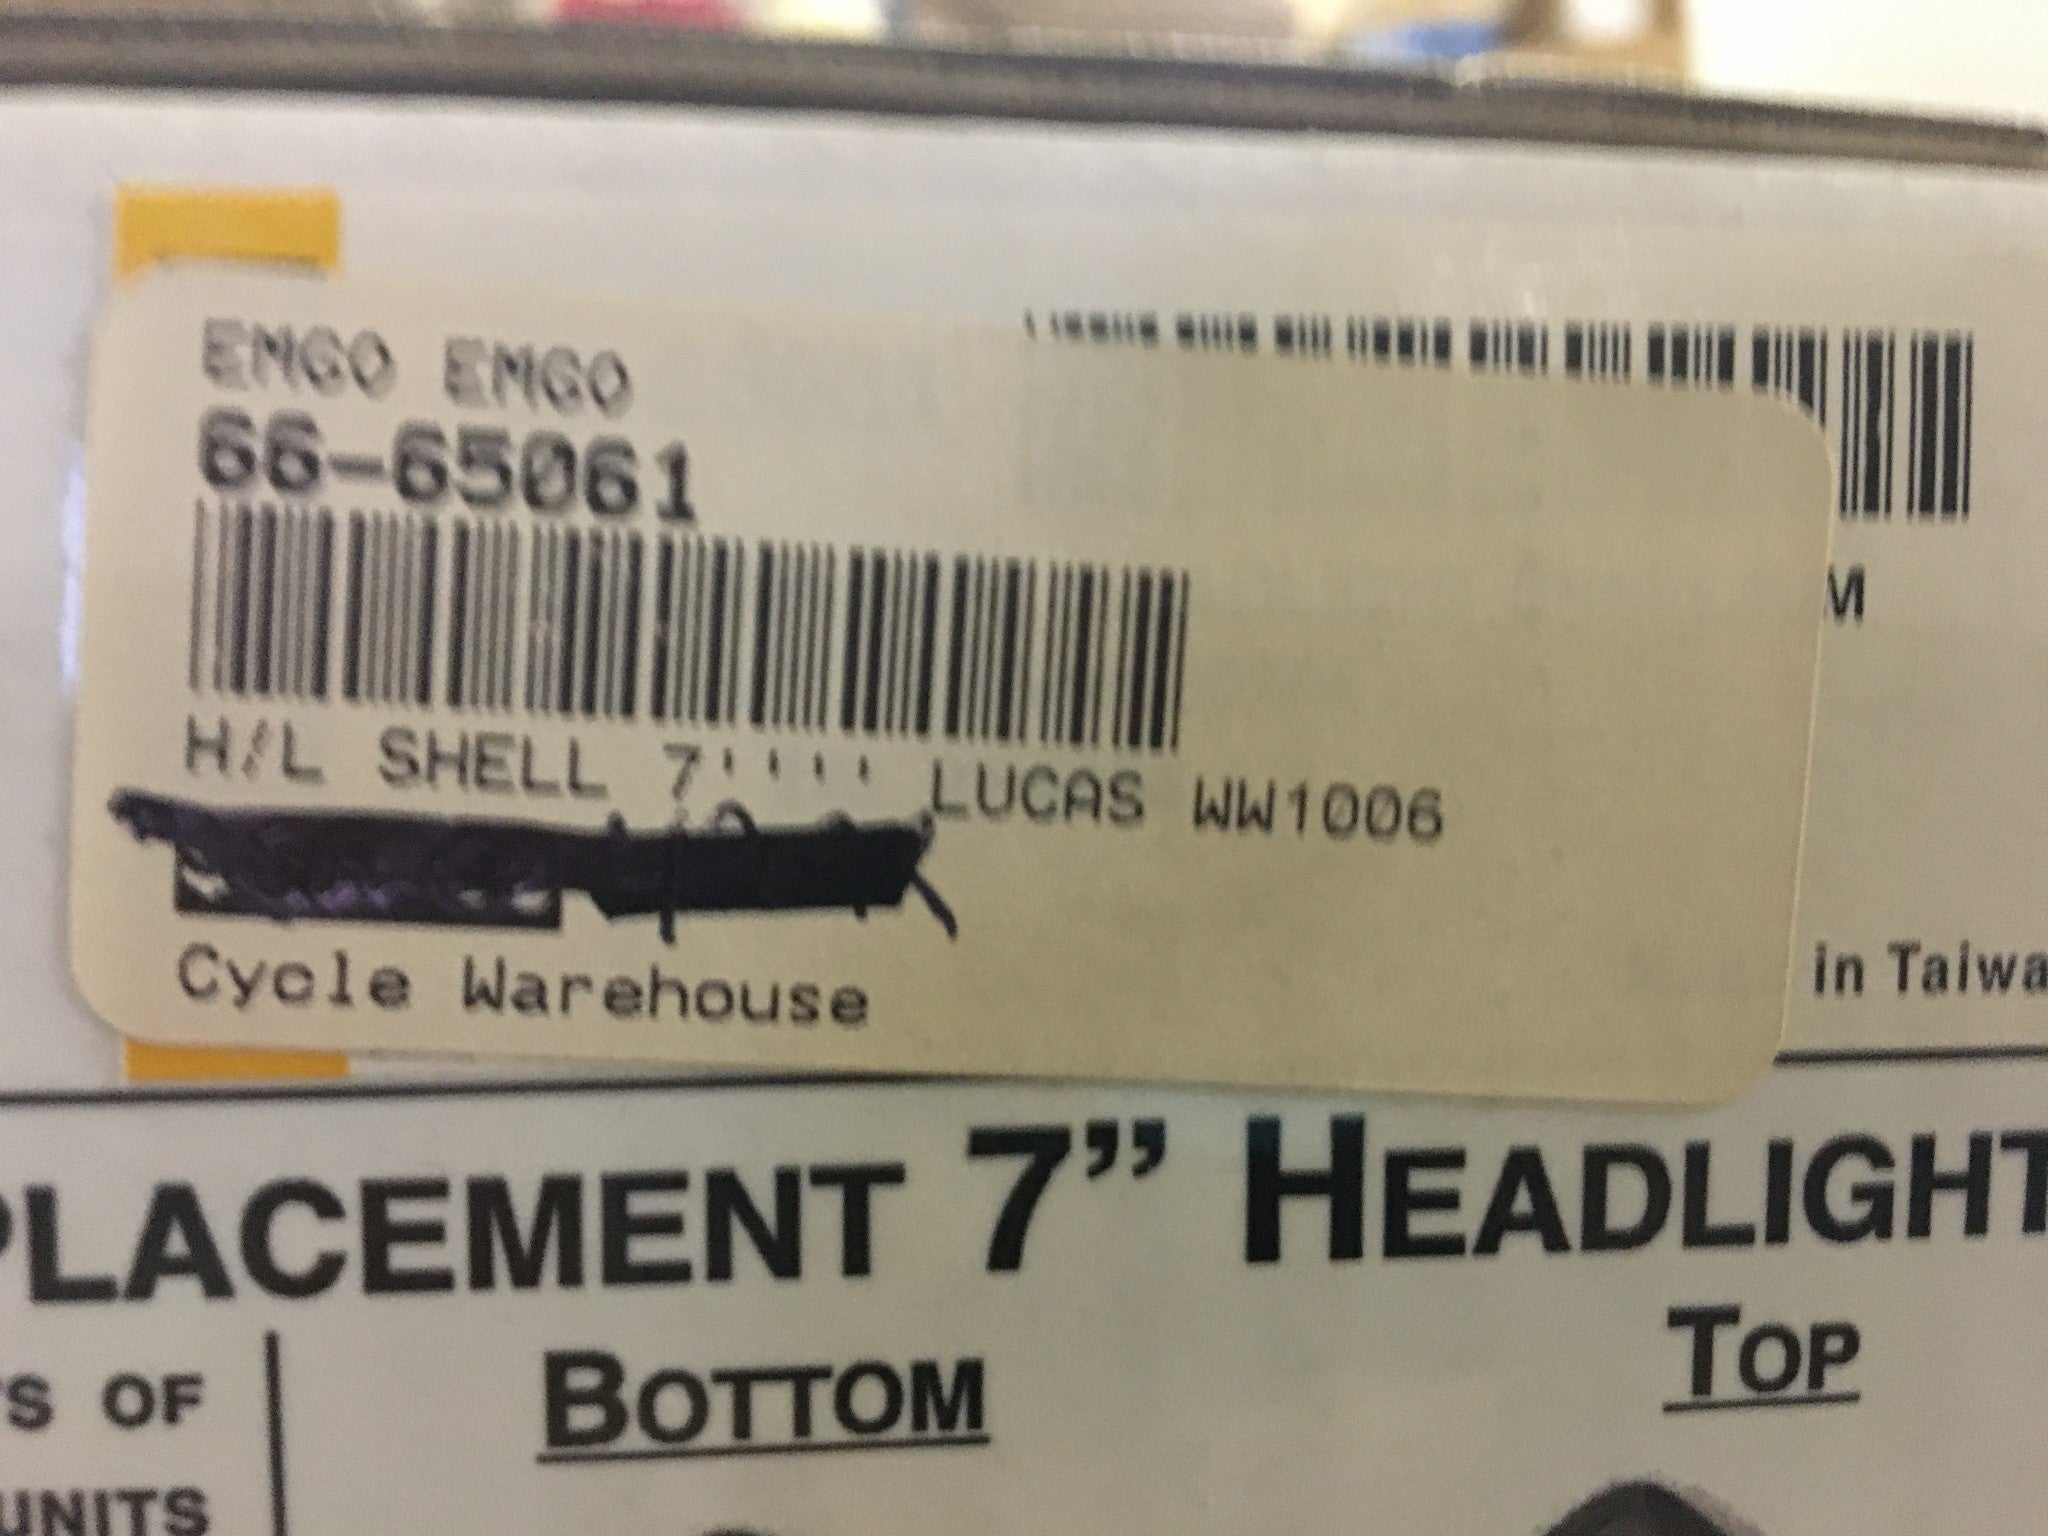 EMGO EMGO
66-65061
H/L SHELL 7'''' LUCAS WW1006
Cycle Warehouse
M
in Taiwa
PLACEMENT 7” HEADLIGHT
BOTTOM
TOP
S OF
UNITS